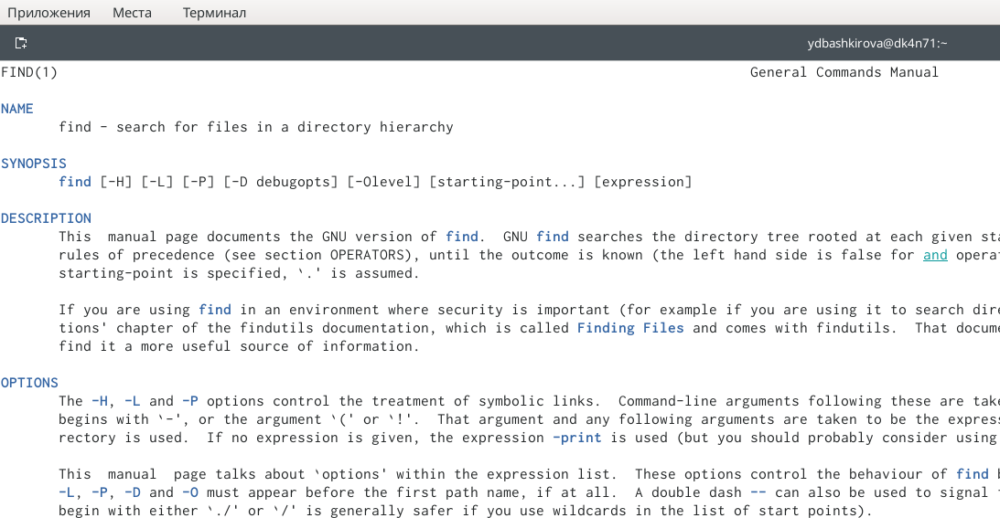 Приложения Места Терминал
ydbashkirova@dk4n71:~
FIND(1) General Commands Manual
NAME
find - search for files in a directory hierarchy
SYNOPSIS
find [-H] [-L] [-P] [-D debugopts] [-Olevel] [starting-point...] [expression]
DESCRIPTION
This manual page documents the GNU version of find. GNU find searches the directory tree rooted at each given
rules of precedence (see section OPERATORS), until the outcome is known (the left hand side is false for and
starting-point is specified, `.' is assumed.
If you are using find in an environment where security is important (for example if you are using it to search
tions' chapter of the findutils documentation, which is called Finding Files and comes with findutils. That
find it a more useful source of information.
OPTIONS
The -H, -L and -P options control the treatment of symbolic links. Command-line arguments following these are
begins with `-', or the argument `(' or `!'. That argument and any following arguments are taken to be the
rectory is used. If no expression is given, the expression -print is used (but you should probably consider using
This manual page talks about `options' within the expression list. These options control the behaviour of find
-L, -P, -D and -O must appear before the first path name, if at all. A double dash -- can also be used to signal
begin with either `./' or `/' is generally safer if you use wildcards in the list of start points).